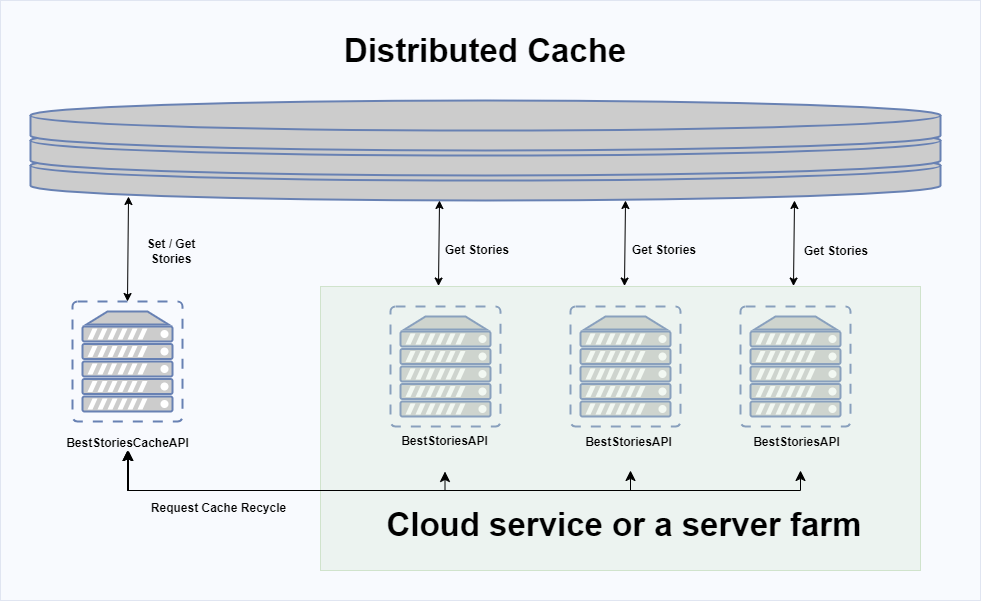 Distributed Cache
Set / Get
Stories
Get Stories
Get Stories
Get Stories
BestStoriesCacheAPI
BestStoriesAPI
BestStoriesAPI
BestStoriesAPI
Request Cache Recycle
Cloud service or a server farm